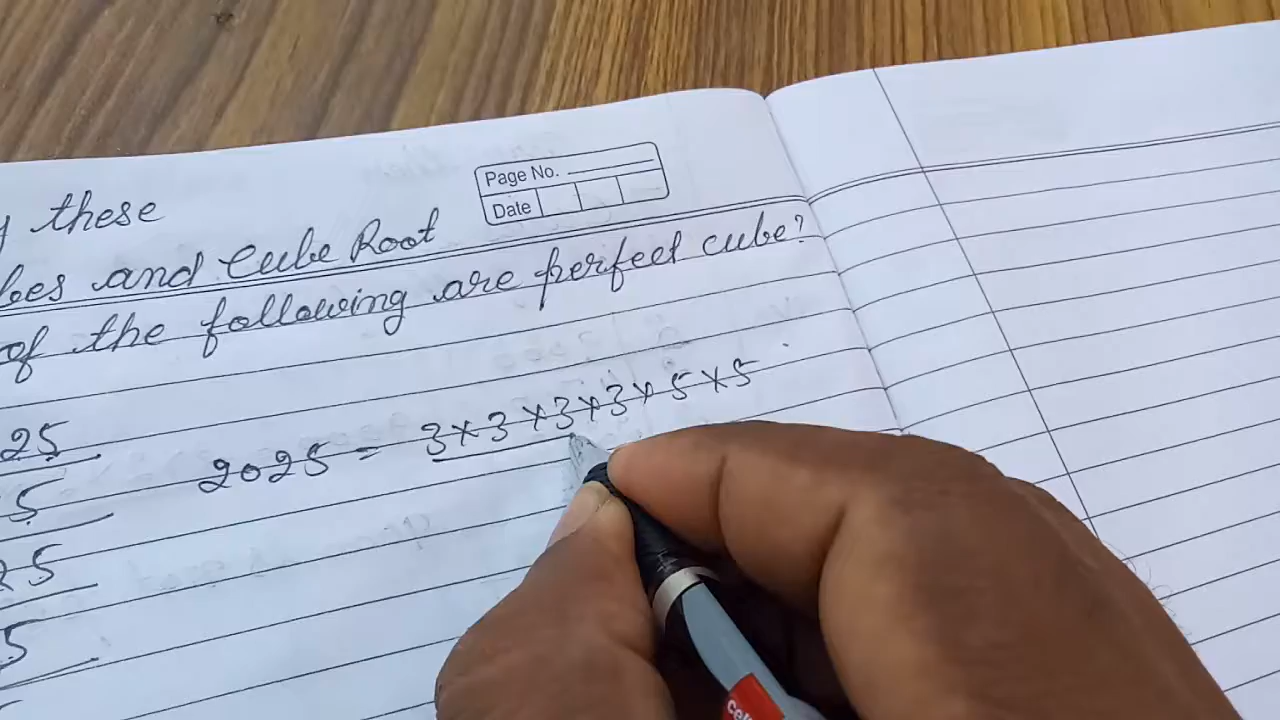 these
Page No.
Date
and Cube Root
of the following are perfect cube?
25
2025 = 3×3×3×3×5×5
5
25
5
cell